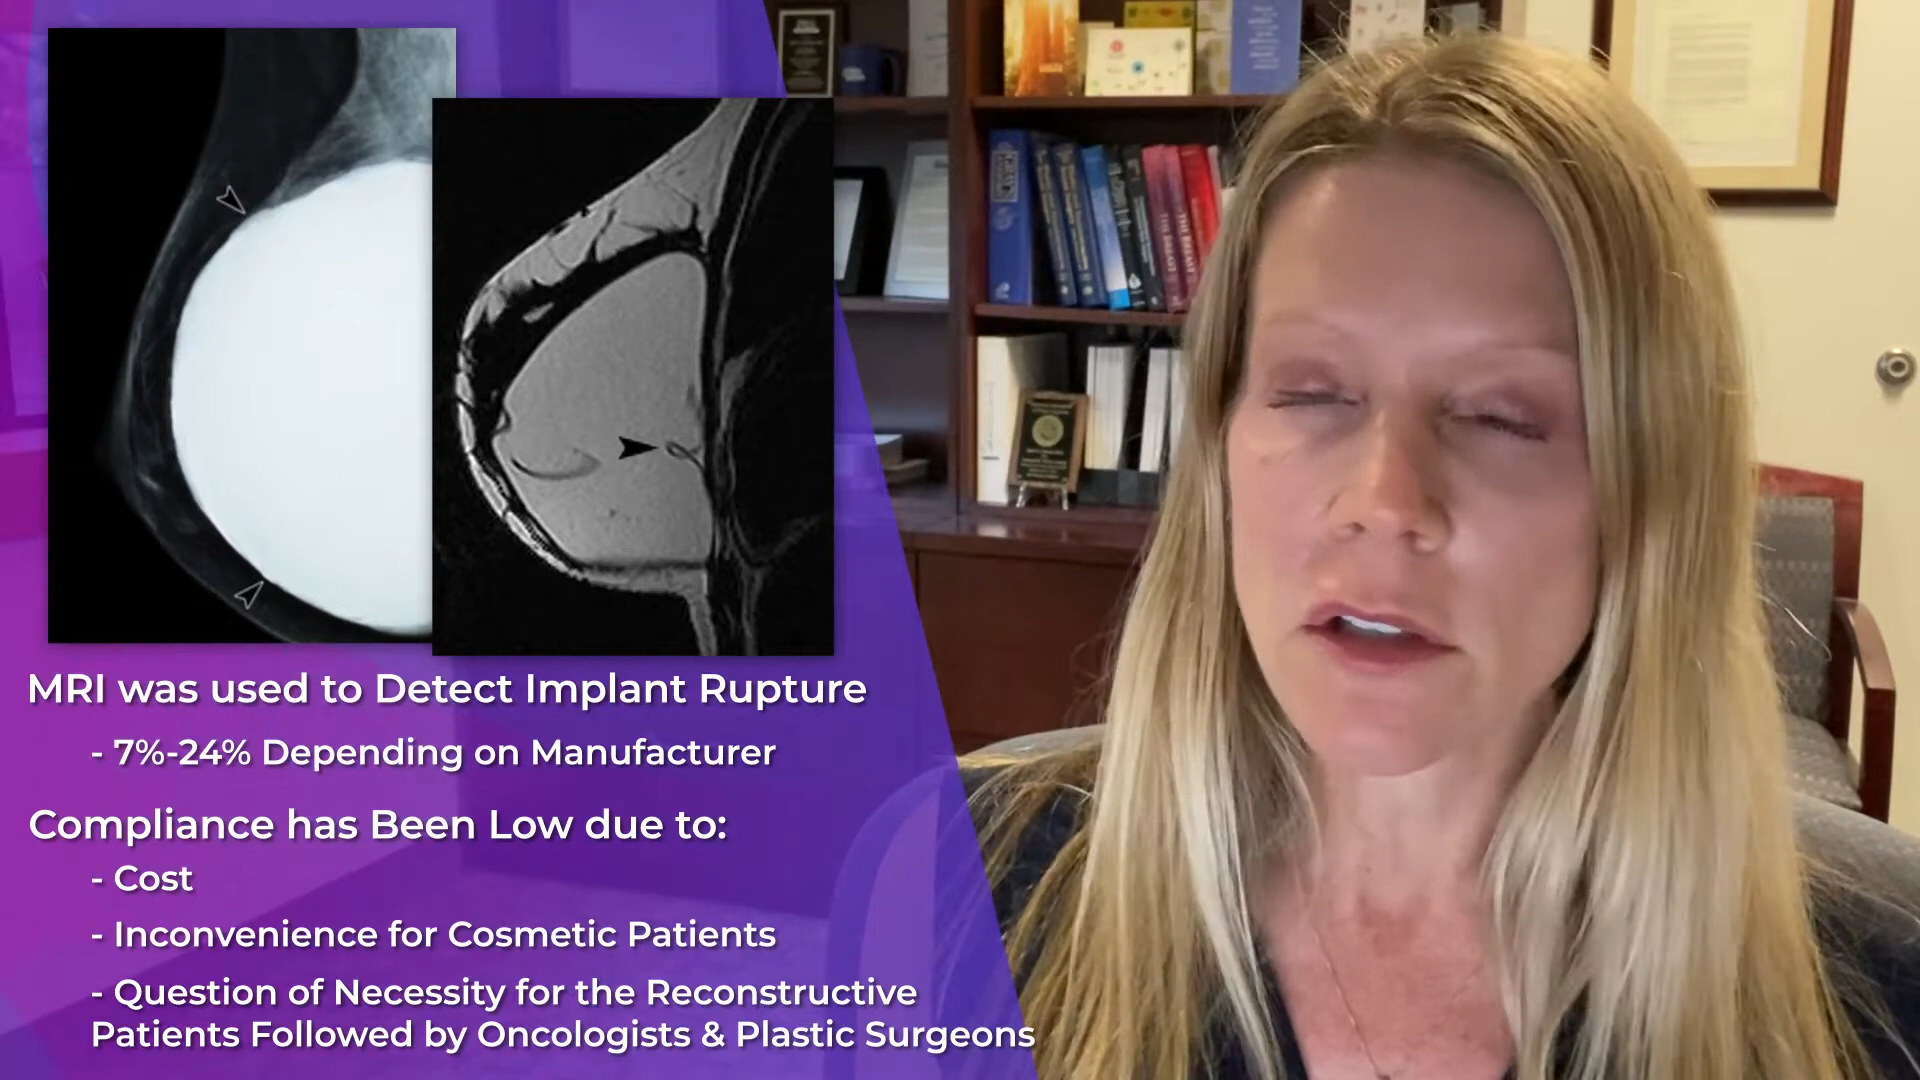 MRI was used to Detect Implant Rupture
- 7%-24% Depending on Manufacturer
Compliance has Been Low due to:
- Cost
- Inconvenience for Cosmetic Patients
- Question of Necessity for the Reconstructive
Patients Followed by Oncologists & Plastic Surgeons